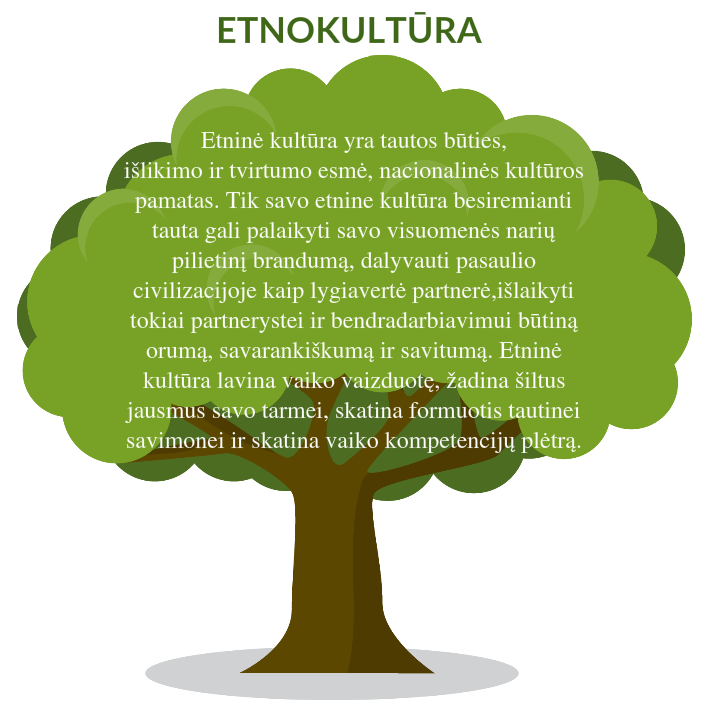 ETNOKULTŪRA
Etninė kultūra yra tautos būties,
išlikimo ir tvirtumo esmė, nacionalinės kultūros
pamatas. Tik savo etnine kultūra besiremianti
tauta gali palaikyti savo visuomenės narių
pilietinį brandumą, dalyvauti pasaulio
civilizacijoje kaip lygiavertė partnerė,išlaikyti
tokiai partnerystei ir bendradarbiavimui būtiną
orumą, savarankiškumą ir savitumą. Etninė
kultūra lavina vaiko vaizduotę, žadina šiltus
jausmus savo tarmei, skatina formuotis tautinei
savimonei ir skatina vaiko kompetencijų plėtrą.